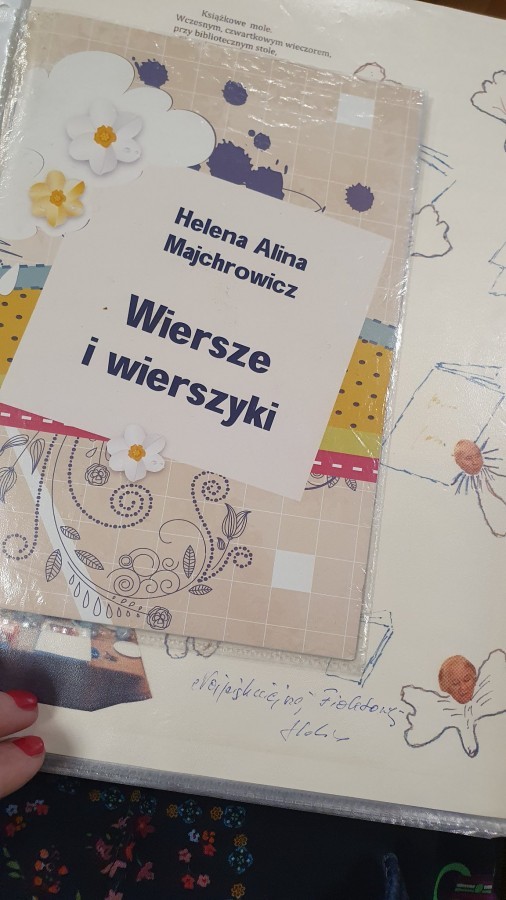 Książkowe mole.
Wczesnym, czwartkowym wieczorem,
przy bibliotecznym stole,
Helena Alina
Majchrowicz
Wiersze
i wierszyki